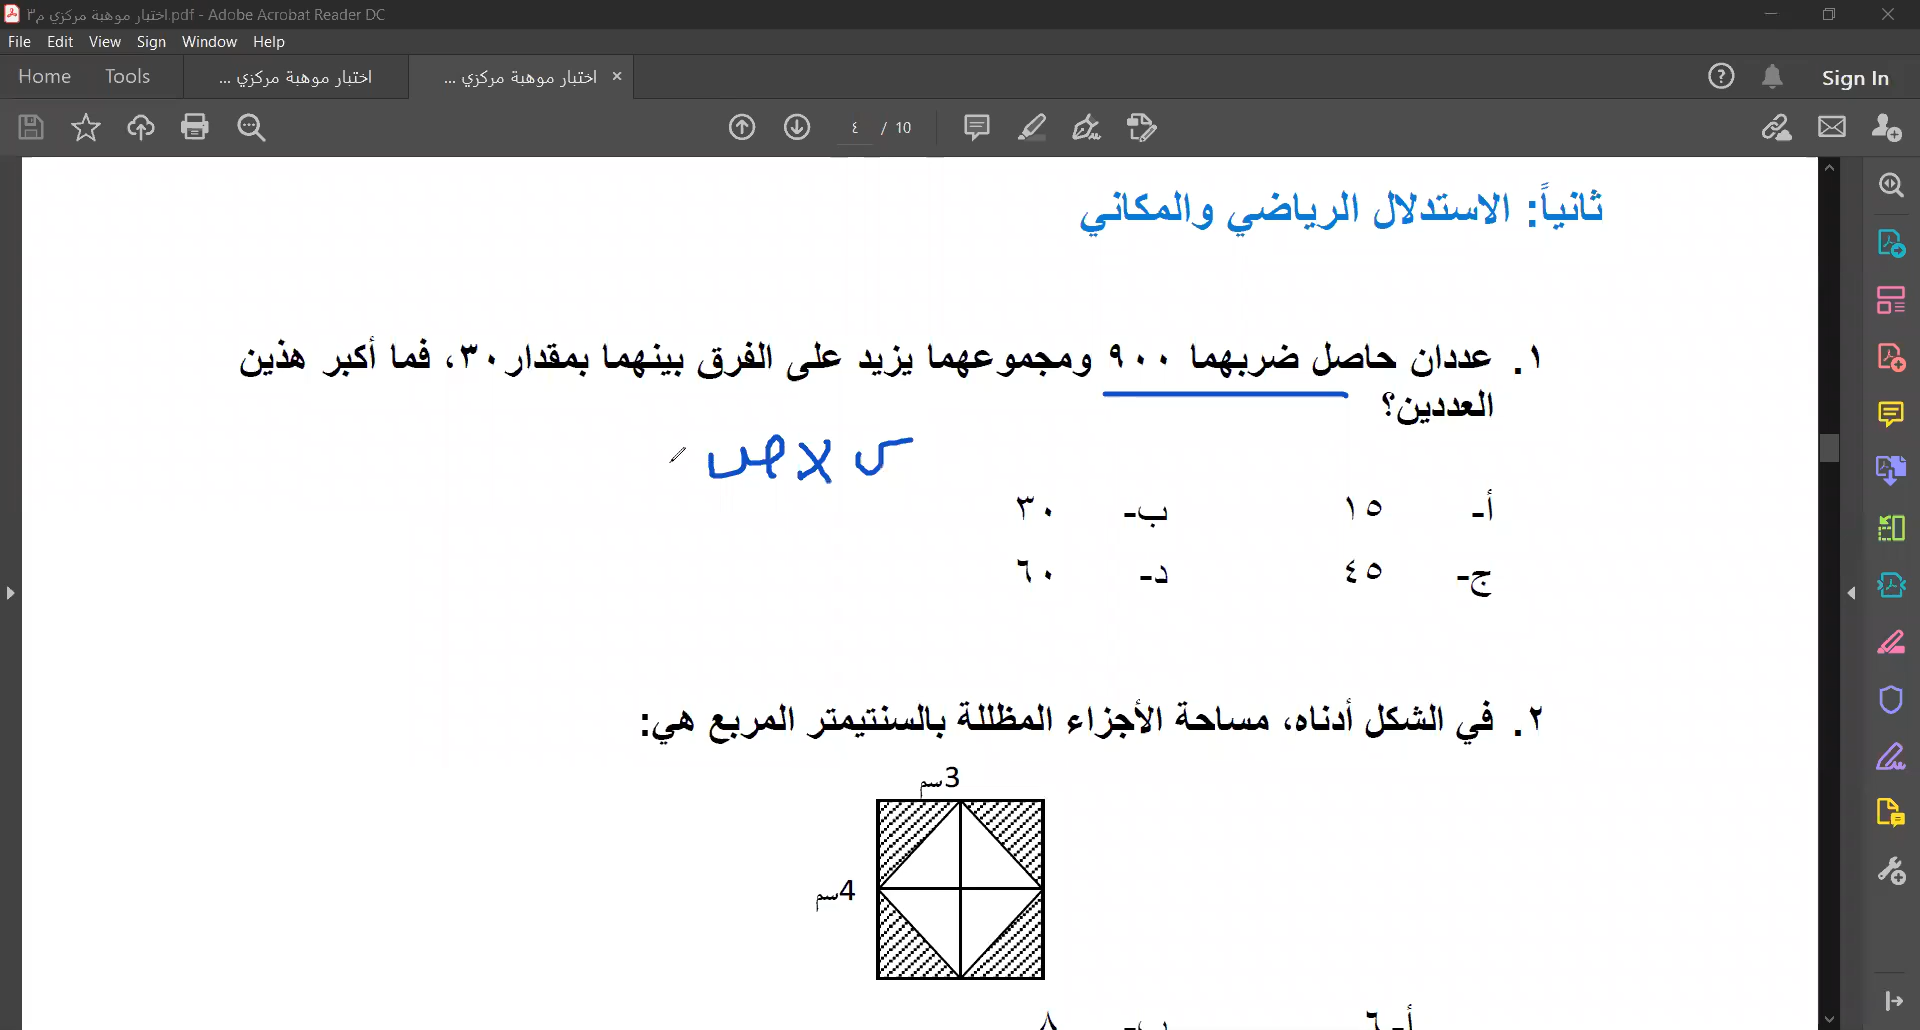 اختبار موهبة مركزي م٣.pdf - Adobe Acrobat Reader DC
File Edit View Sign Window Help
Home Tools اختبار موهبة مركزي ... اختبار موهبة مركزي ... × Sign In
٤ / 10
ثانياً: الاستدلال الرياضي والمكاني
١. عددان حاصل ضربهما ٩٠٠ ومجموعهما يزيد على الفرق بينهما بمقدار ٣٠، فما أكبر هذين
العددين؟
س × ص
أ- ١٥ ب- ٣٠
ج- ٤٥ د- ٦٠
٢. في الشكل أدناه، مساحة الأجزاء المظللة بالسنتيمتر المربع هي:
3سم
4سم
أ- ٦ ب- ٨